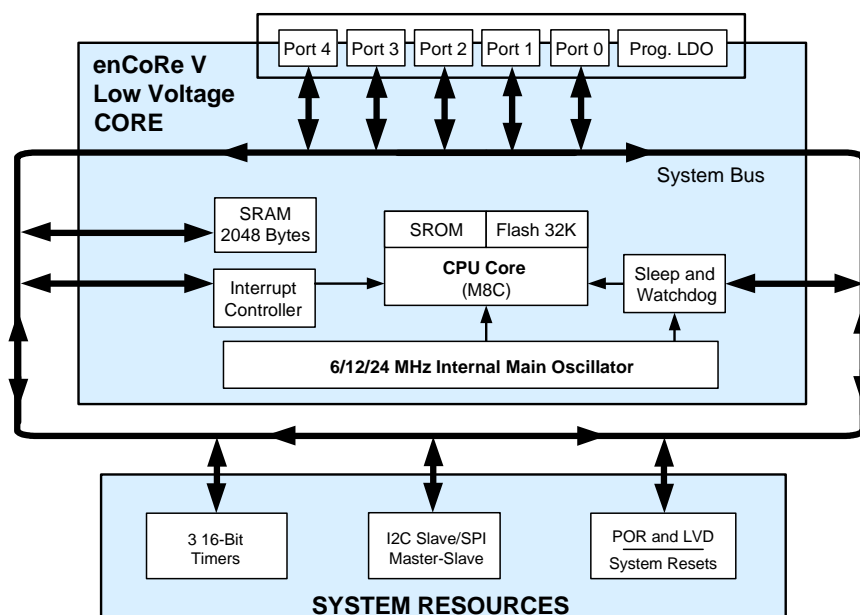 Port 4 Port 3 Port 2 Port 1 Port 0 Prog. LDO
enCoRe V
Low Voltage
CORE
System Bus
SRAM
2048 Bytes
SROM Flash 32K
CPU Core
(M8C)
Interrupt
Controller
Sleep and
Watchdog
6/12/24 MHz Internal Main Oscillator
3 16-Bit
Timers
I2C Slave/SPI
Master-Slave
POR and LVD
System Resets
SYSTEM RESOURCES